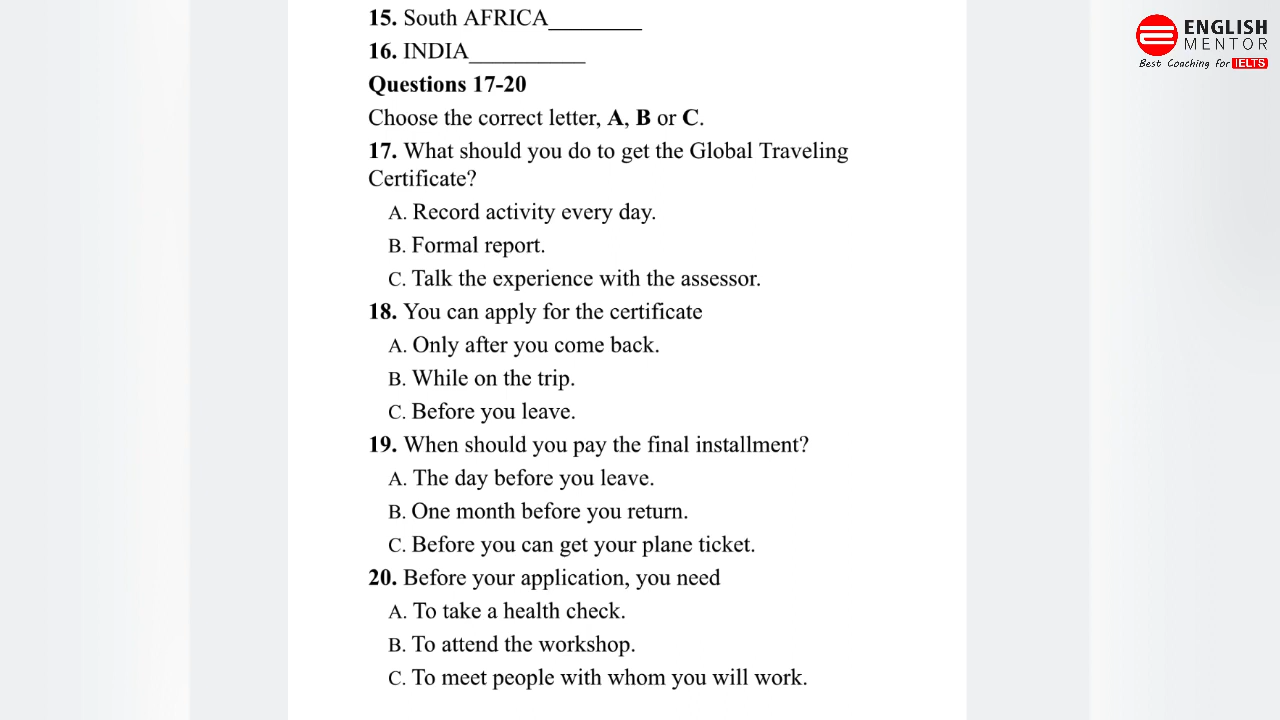 15. South AFRICA________
16. INDIA__________
Questions 17-20
Choose the correct letter, A, B or C.
17. What should you do to get the Global Traveling
Certificate?
A. Record activity every day.
B. Formal report.
C. Talk the experience with the assessor.
18. You can apply for the certificate
A. Only after you come back.
B. While on the trip.
C. Before you leave.
19. When should you pay the final installment?
A. The day before you leave.
B. One month before you return.
C. Before you can get your plane ticket.
20. Before your application, you need
A. To take a health check.
B. To attend the workshop.
C. To meet people with whom you will work.
ENGLISH
MENTOR
Best Coaching for IELTS